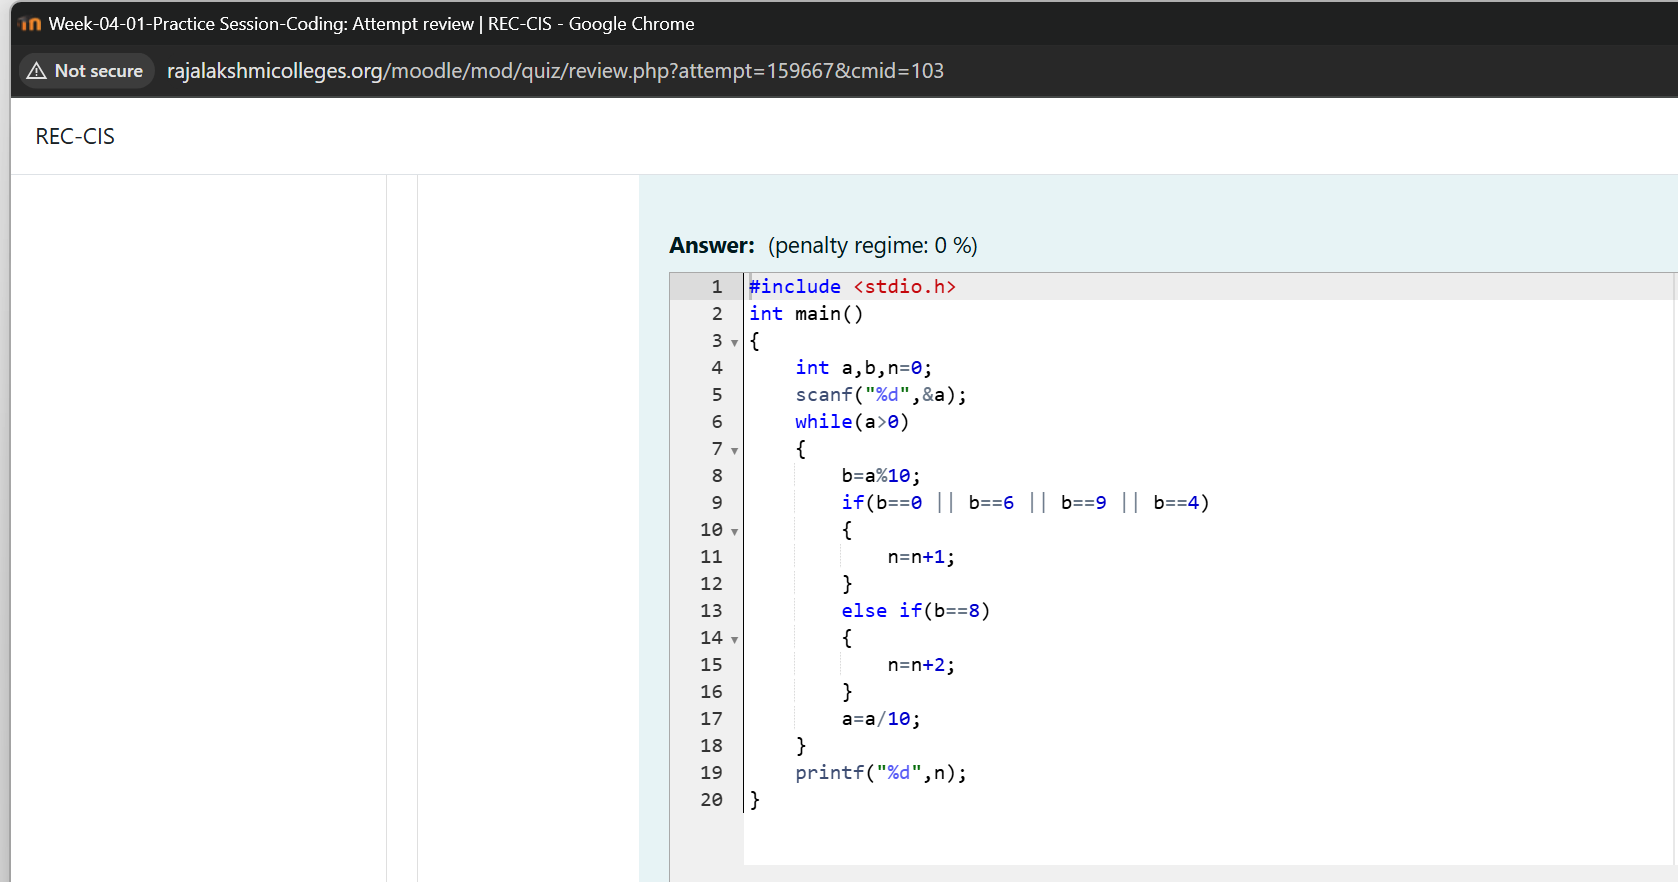 Week-04-01-Practice Session-Coding: Attempt review | REC-CIS - Google Chrome
Not secure rajalakshmicolleges.org/moodle/mod/quiz/review.php?attempt=159667&cmid=103
REC-CIS
Answer: (penalty regime: 0 %)
1 #include <stdio.h>
2 int main()
3 {
4     int a,b,n=0;
5     scanf("%d",&a);
6     while(a>0)
7     {
8         b=a%10;
9         if(b==0 || b==6 || b==9 || b==4)
10         {
11             n=n+1;
12         }
13         else if(b==8)
14         {
15             n=n+2;
16         }
17         a=a/10;
18     }
19     printf("%d",n);
20 }